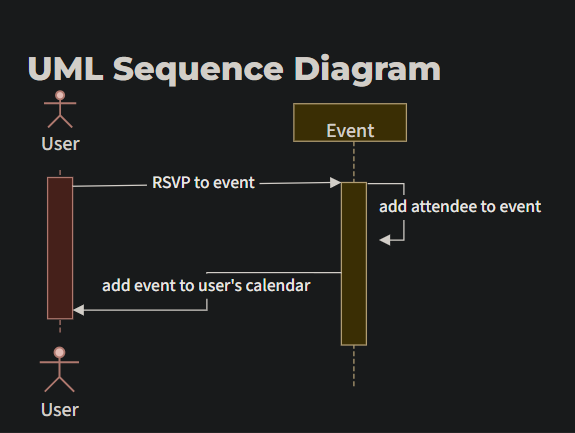 UML Sequence Diagram
User
Event
RSVP to event
add attendee to event
add event to user's calendar
User